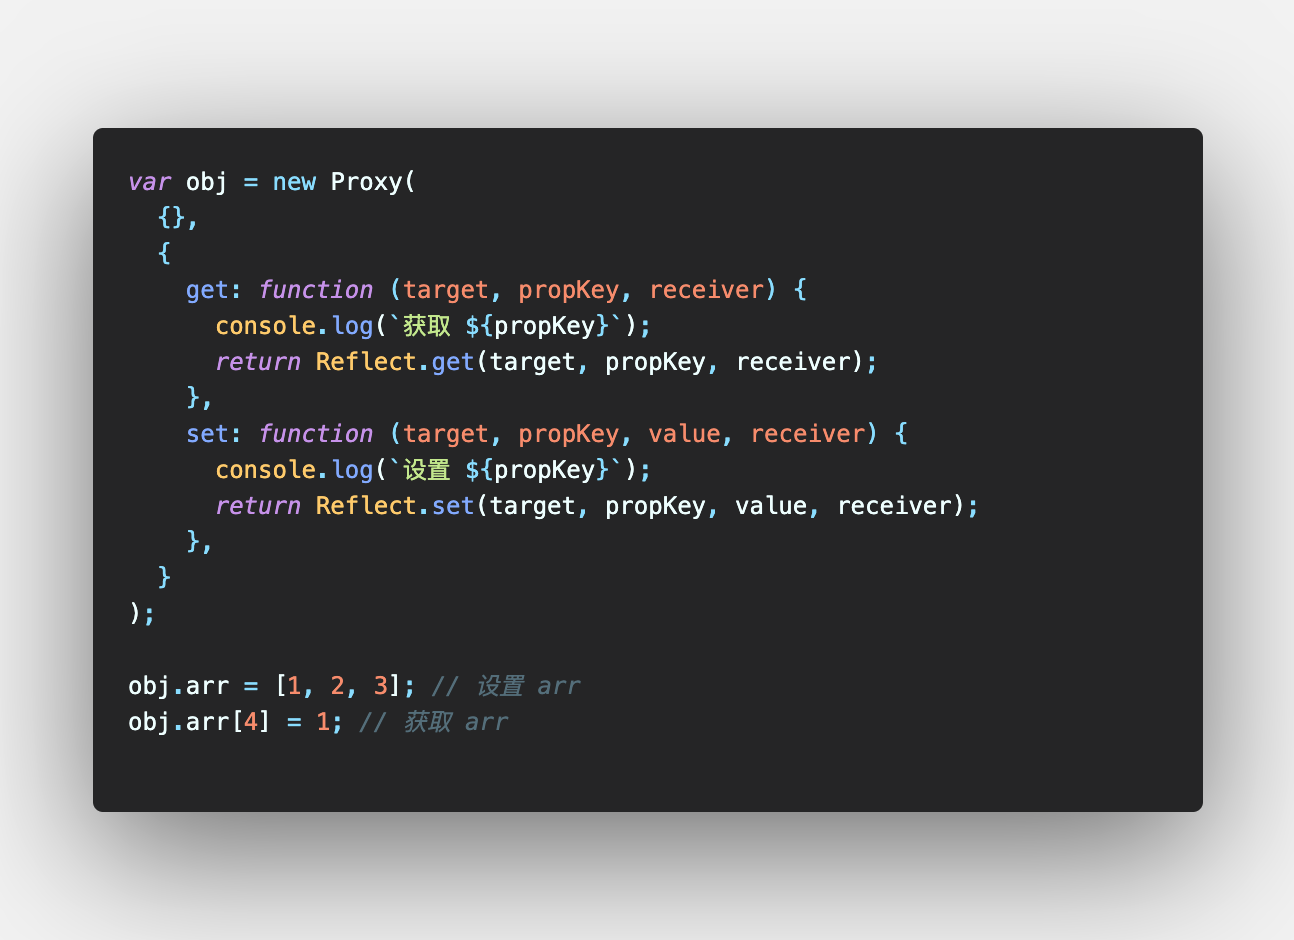 var obj = new Proxy(
  {},
  {
    get: function (target, propKey, receiver) {
      console.log(`获取 ${propKey}`);
      return Reflect.get(target, propKey, receiver);
    },
    set: function (target, propKey, value, receiver) {
      console.log(`设置 ${propKey}`);
      return Reflect.set(target, propKey, value, receiver);
    },
  }
);

obj.arr = [1, 2, 3]; // 设置 arr
obj.arr[4] = 1; // 获取 arr